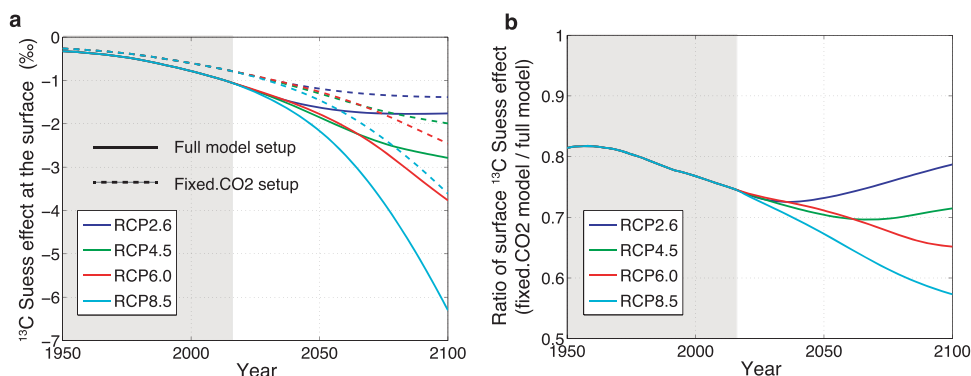 a
¹³C Suess effect at the surface (‰)
0
−1
−2
−3
−4
−5
−6
−7
1950
2000
2050
2100
Year
Full model setup
Fixed.CO2 setup
RCP2.6
RCP4.5
RCP6.0
RCP8.5
b
Ratio of surface ¹³C Suess effect
(fixed.CO2 model / full model)
1
0.9
0.8
0.7
0.6
0.5
1950
2000
2050
2100
Year
RCP2.6
RCP4.5
RCP6.0
RCP8.5